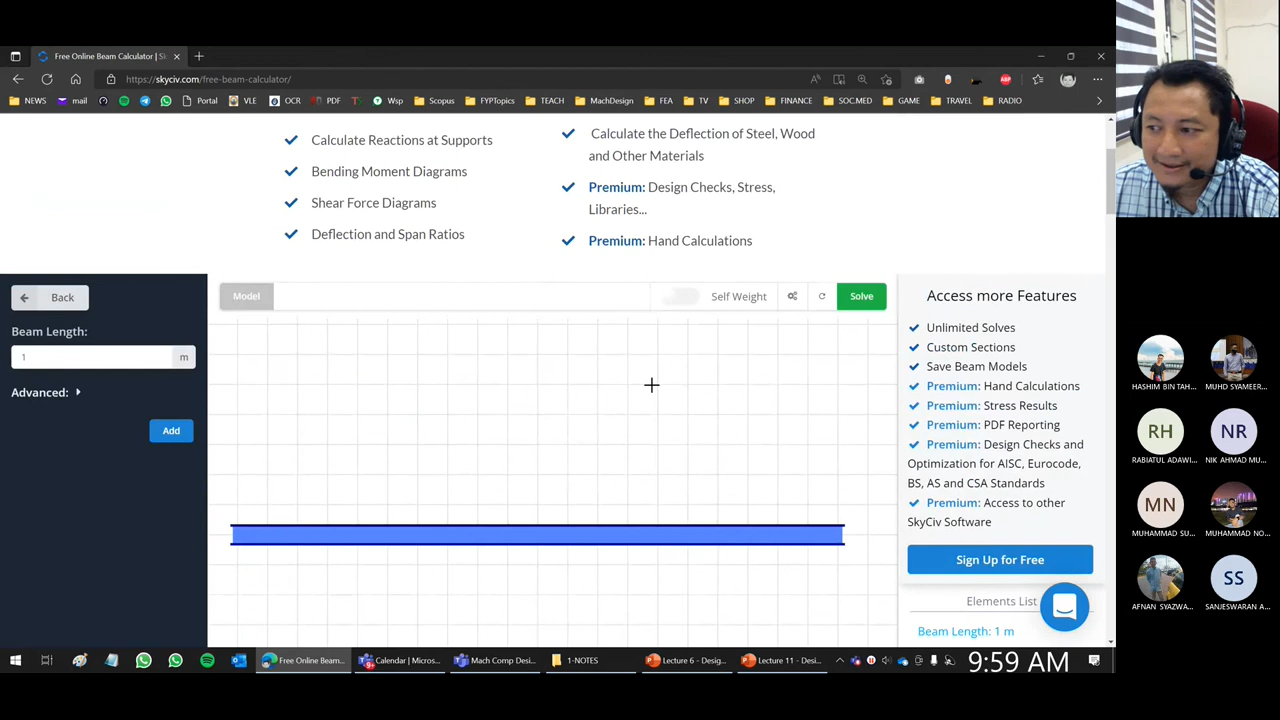 Free Online Beam Calculator | S
https://skyciv.com/free-beam-calculator/
NEWS
mail
Portal
VLE
OCR
PDF
Wsp
Scopus
FYPTopics
TEACH
MachDesign
FEA
TV
SHOP
FINANCE
SOC.MED
GAME
TRAVEL
RADIO
ABP
Calculate Reactions at Supports
Bending Moment Diagrams
Shear Force Diagrams
Deflection and Span Ratios
Calculate the Deflection of Steel, Wood
and Other Materials
Premium: Design Checks, Stress,
Libraries...
Premium: Hand Calculations
Back
Beam Length:
1 m
Advanced:
Add
Model
Self Weight
Solve
Access more Features
Unlimited Solves
Custom Sections
Save Beam Models
Premium: Hand Calculations
Premium: Stress Results
Premium: PDF Reporting
Premium: Design Checks and
Optimization for AISC, Eurocode,
BS, AS and CSA Standards
Premium: Access to other
SkyCiv Software
Sign Up for Free
Elements List
Beam Length: 1 m
HASHIM BIN TAH...
MUHD SYAMEER...
RH
RABIATUL ADAWI...
NR
NIK AHMAD MU...
MN
MUHAMMAD SU...
MUHAMMAD NO...
AFNAN SYAZWA...
SS
SANJESWARAN A...
Free Online Beam...
Calendar | Micros...
Mach Comp Desi...
1-NOTES
Lecture 6 - Desig...
Lecture 11 - Desi...
9:59 AM